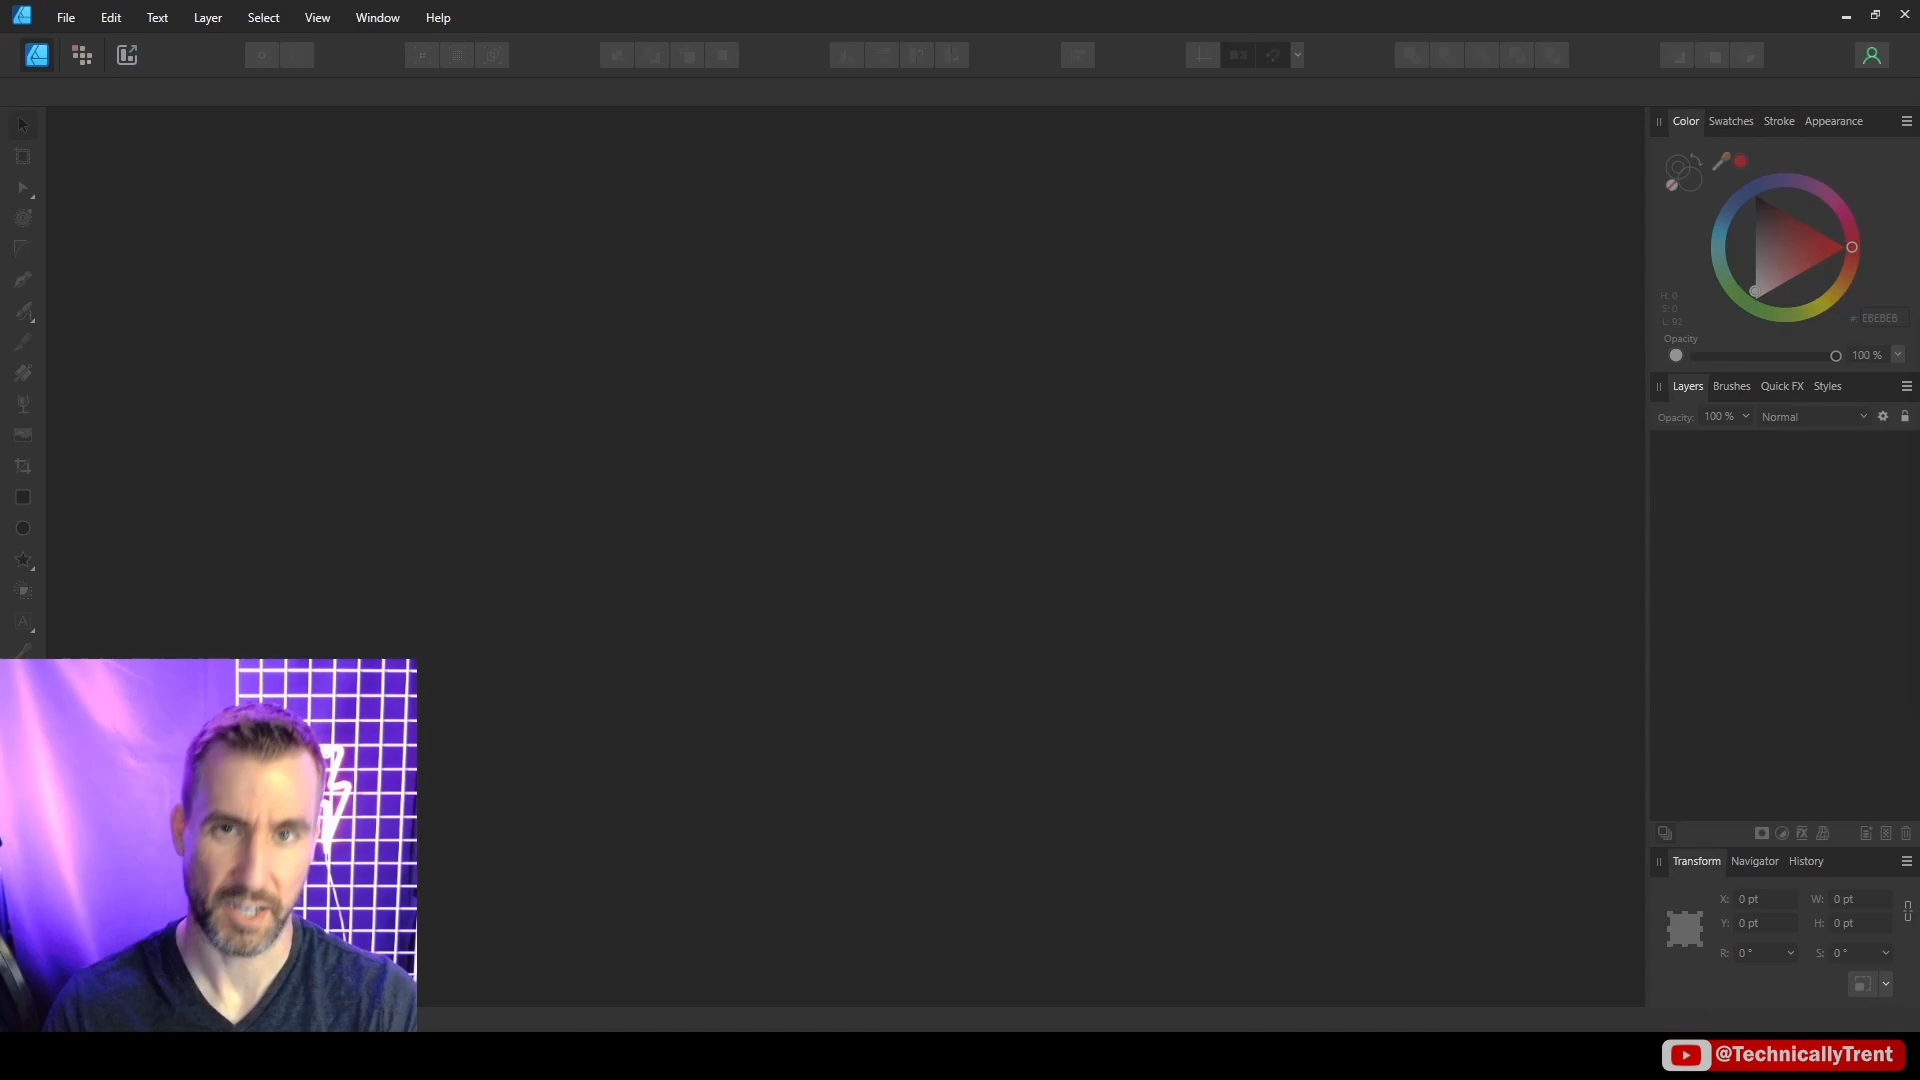 File Edit Text Layer Select View Window Help
Color Swatches Stroke Appearance
H: 0
S: 0
L: 92
#: EBEBEB
Opacity
100 %
Layers Brushes Quick FX Styles
Opacity: 100 % Normal
Transform Navigator History
X: 0 pt W: 0 pt
Y: 0 pt H: 0 pt
R: 0 ° S: 0 °
@TechnicallyTrent